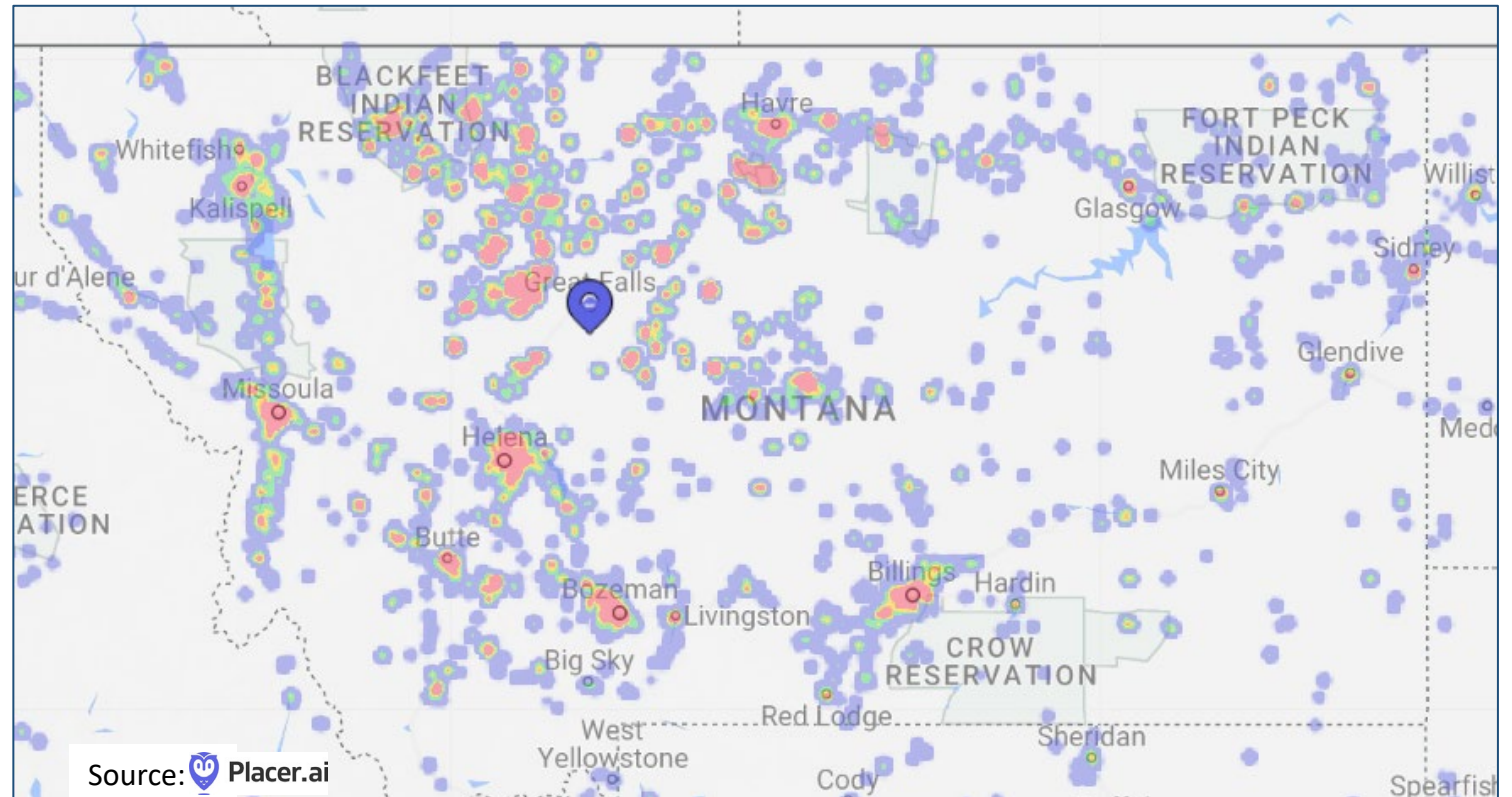 BLACKFEET
INDIAN
RESERVATION
Havre
FORT PECK
INDIAN
RESERVATION
Whitefish
Willist
Kalispell
Glasgow
Sidney
ur d'Alene
Great Falls
Glendive
Missoula
MONTANA
Medo
Helena
Miles City
ERCE
ATION
Butte
Billings
Hardin
Bozeman
Livingston
CROW
RESERVATION
Big Sky
Red Lodge
West
Yellowstone
Sheridan
Source: Placer.ai
Cody
Spearfish